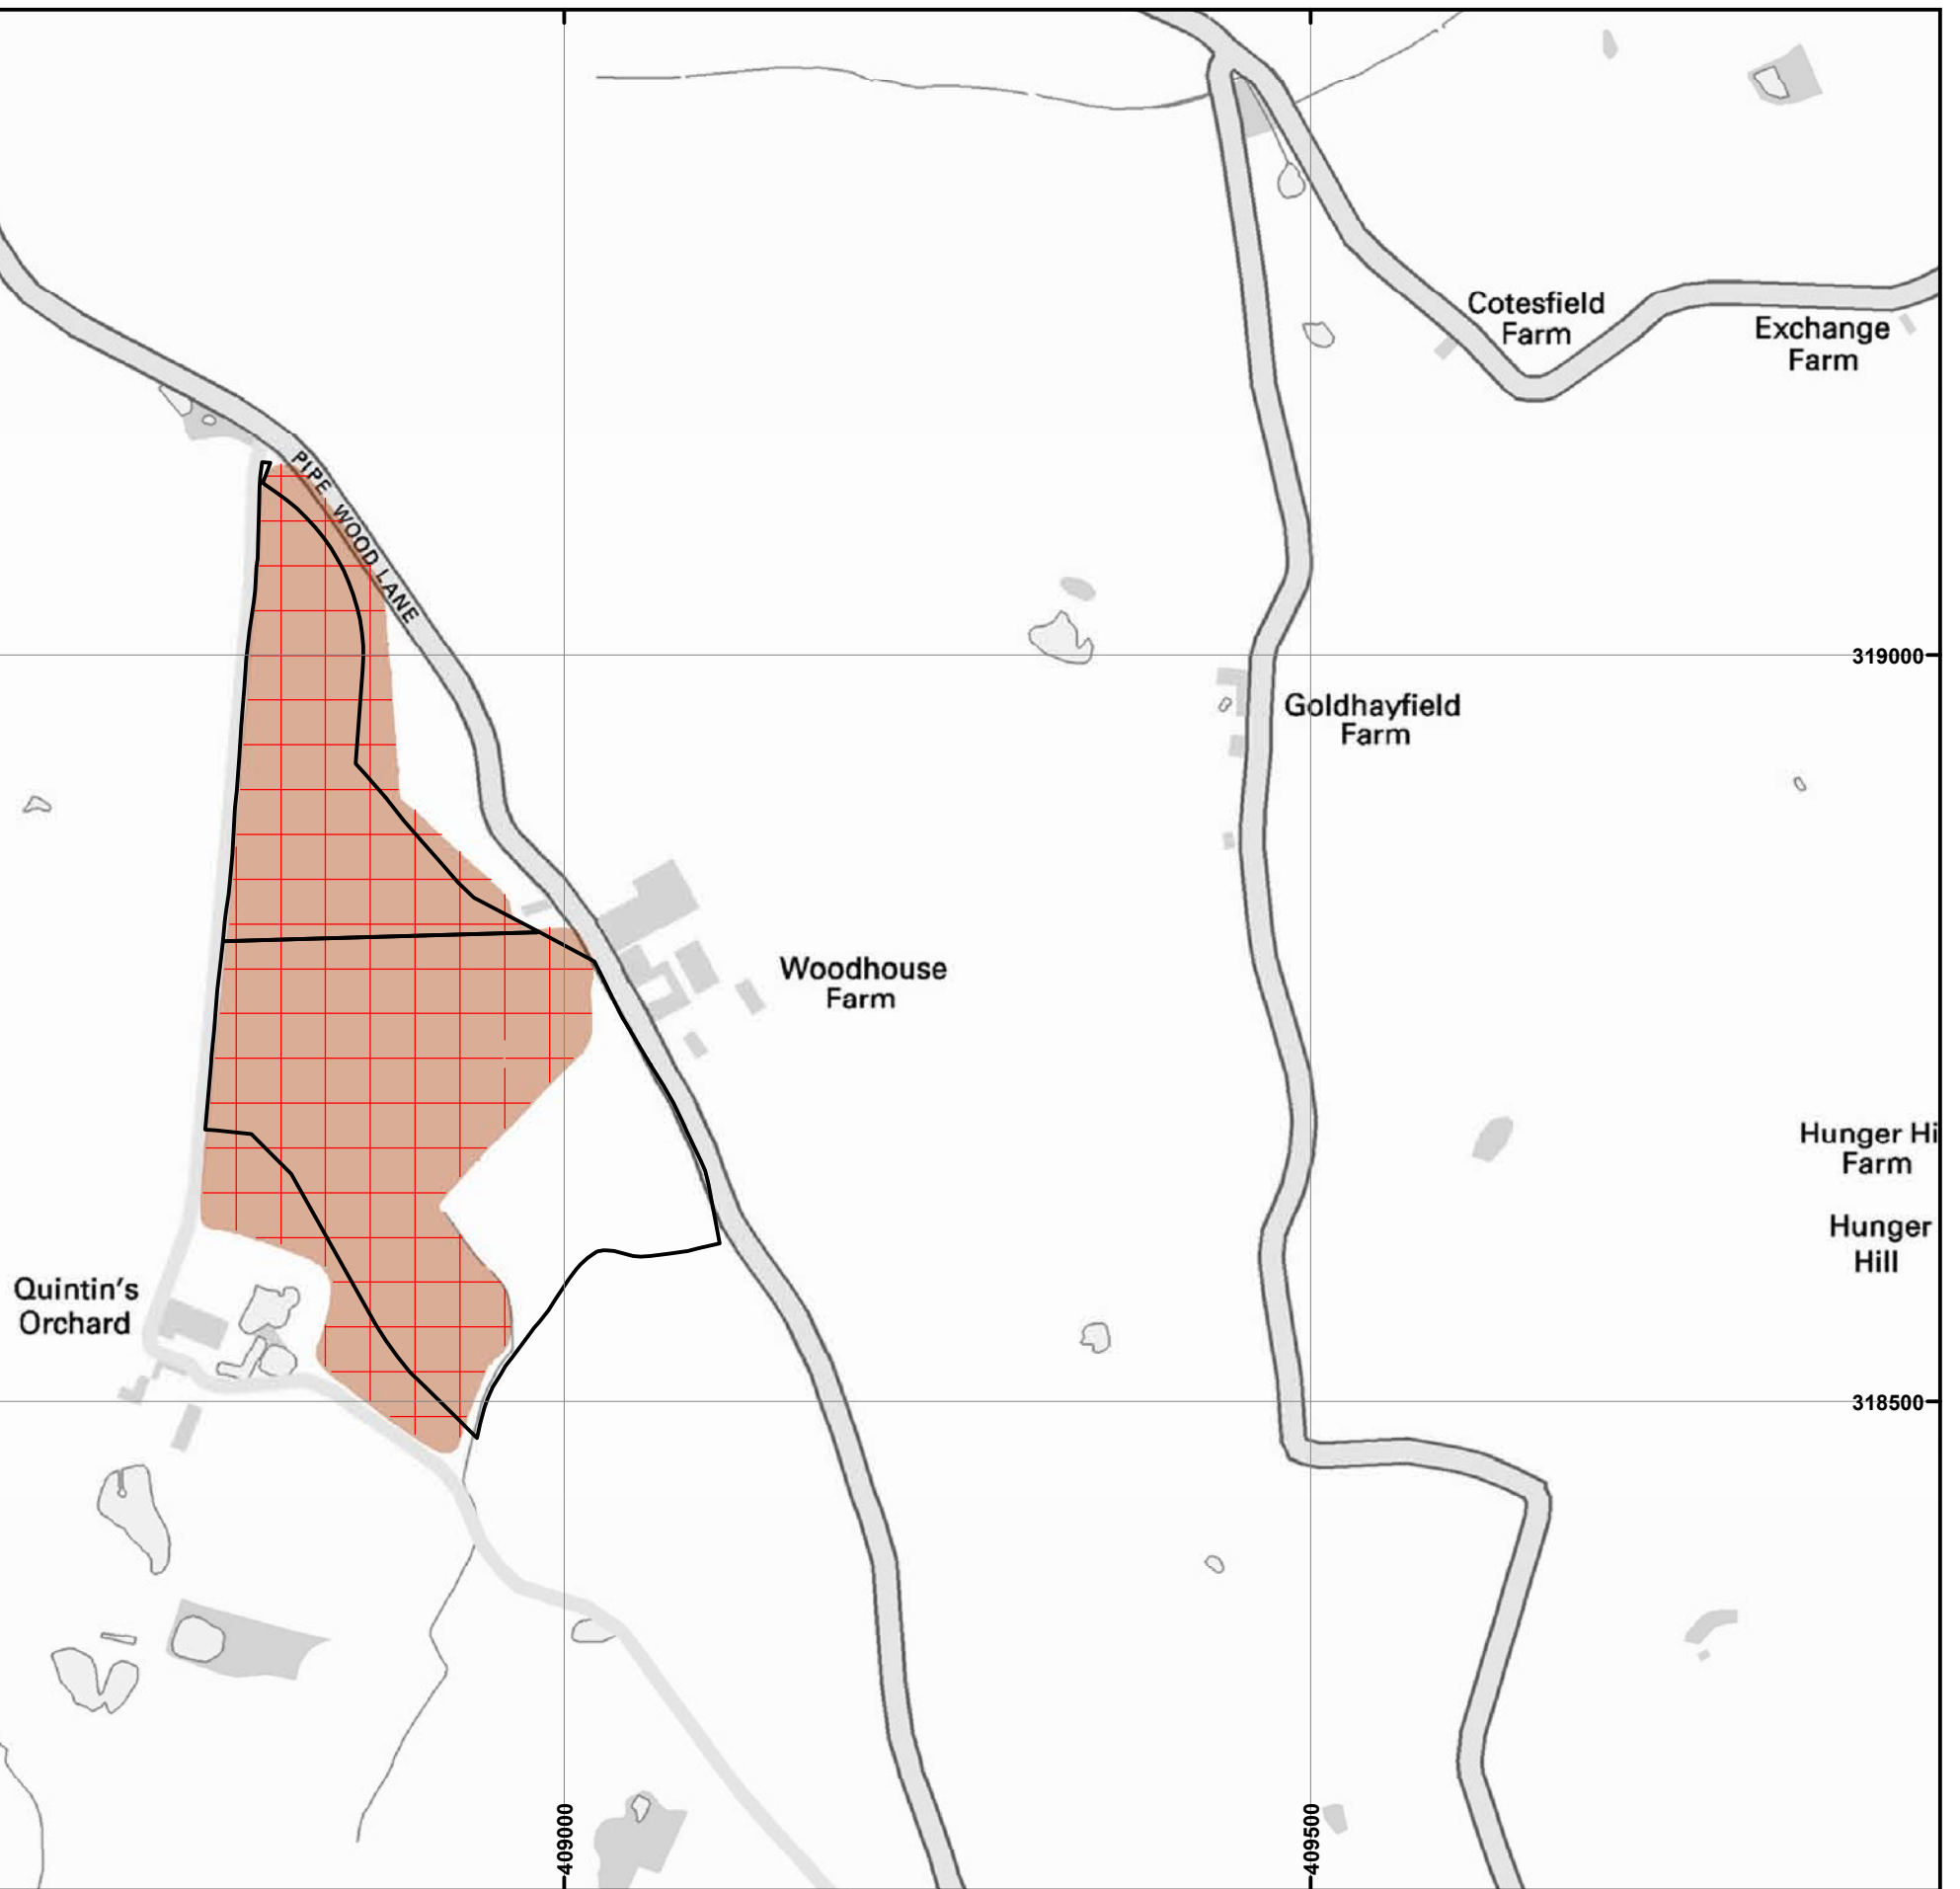 Cotesfield
Farm
Exchange
Farm
PIPE WOOD LANE
319000
Goldhayfield
Farm
Woodhouse
Farm
Hunger Hi
Farm
Hunger
Hill
Quintin's
Orchard
318500
409000
409500